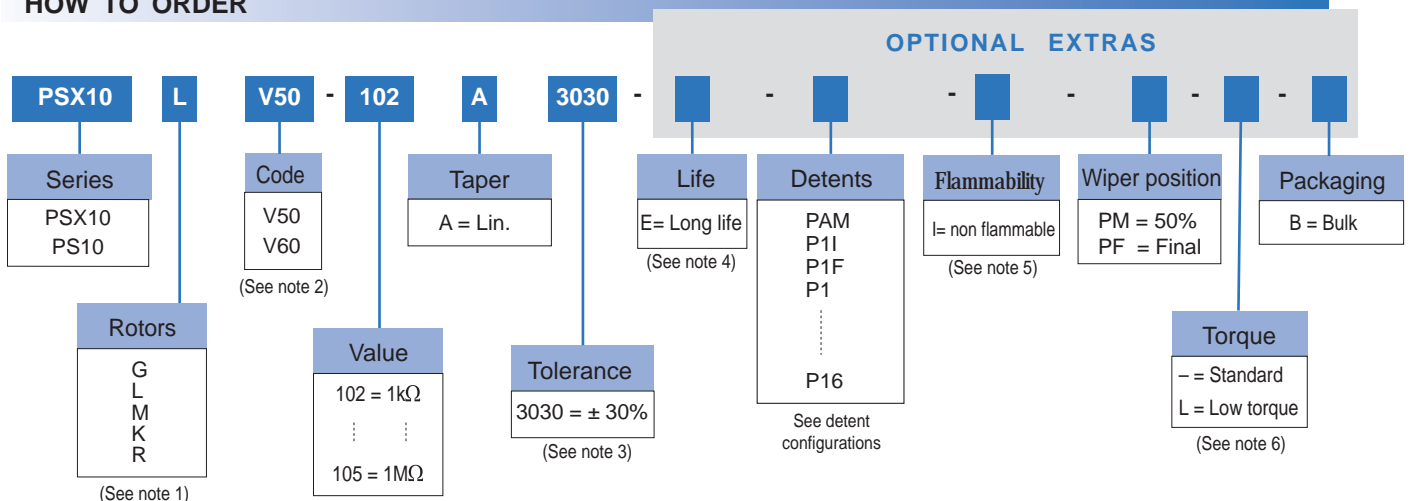 HOW TO ORDER
OPTIONAL EXTRAS
PSX10 L V50 - 102 A 3030 - - - - - -
Series
PSX10
PS10
Code
V50
V60
(See note 2)
Taper
A = Lin.
Life
E= Long life
(See note 4)
Detents
PAM
P1I
P1F
P1
P16
See detent
configurations
Flammability
I= non flammable
(See note 5)
Wiper position
PM = 50%
PF = Final
Packaging
B = Bulk
Rotors
G
L
M
K
R
(See note 1)
Value
102 = 1kΩ
105 = 1MΩ
Tolerance
3030 = ± 30%
(See note 3)
Torque
– = Standard
L = Low torque
(See note 6)